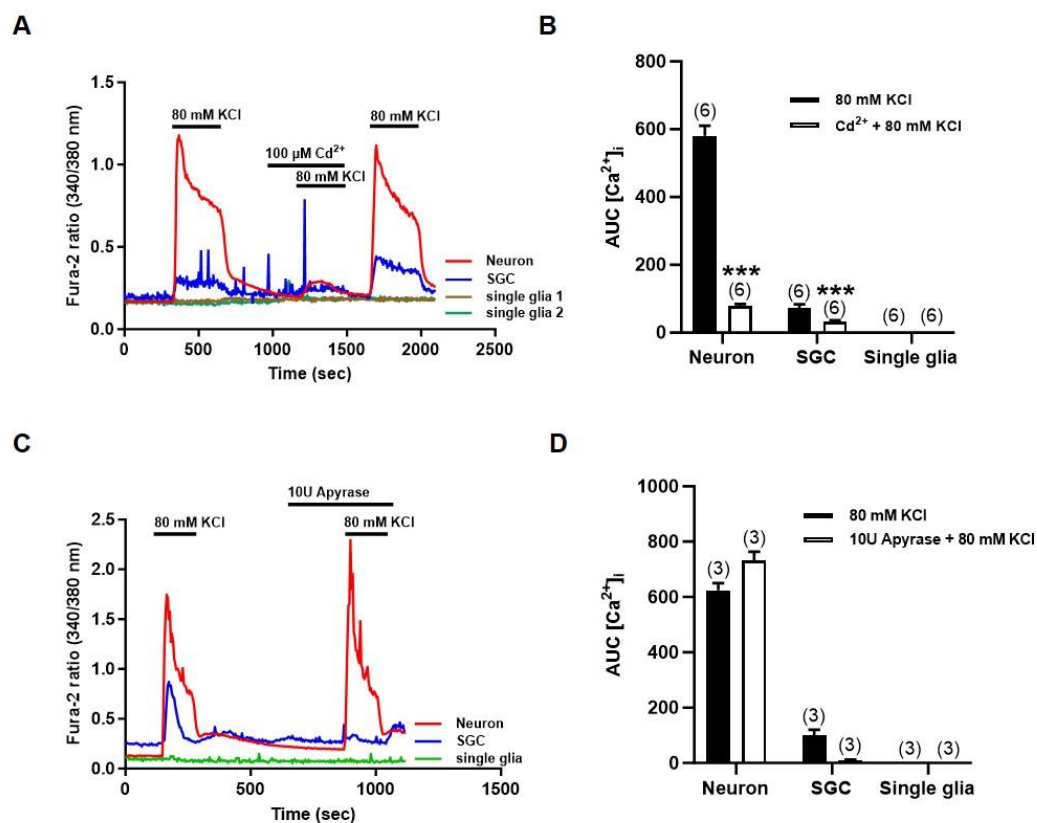 A
Fura-2 ratio (340/380 nm)
1.5
1.0
0.5
0.0
80 mM KCl
100 µM Cd²⁺
80 mM KCl
80 mM KCl
Neuron
SGC
single glia 1
single glia 2
0 500 1000 1500 2000 2500
Time (sec)
B
AUC [Ca²⁺]ᵢ
800
600
400
200
0
80 mM KCl
Cd²⁺ + 80 mM KCl
(6)
***
(6)
(6)
***
(6)
(6) (6)
Neuron SGC Single glia
C
Fura-2 ratio (340/380 nm)
2.5
2.0
1.5
1.0
0.5
0.0
10U Apyrase
80 mM KCl
80 mM KCl
Neuron
SGC
single glia
0 500 1000 1500
Time (sec)
D
AUC [Ca²⁺]ᵢ
1000
800
600
400
200
0
80 mM KCl
10U Apyrase + 80 mM KCl
(3)
(3)
(3)
(3)
(3) (3)
Neuron SGC Single glia